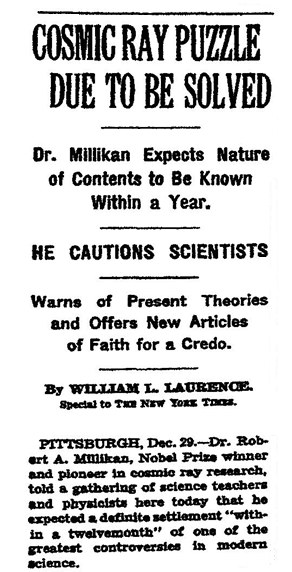 COSMIC RAY PUZZLE
DUE TO BE SOLVED
Dr. Millikan Expects Nature
of Contents to Be Known
Within a Year.
HE CAUTIONS SCIENTISTS
Warns of Present Theories
and Offers New Articles
of Faith for a Credo.
By WILLIAM L. LAURENCE.
Special to THE NEW YORK TIMES.
PITTSBURGH, Dec. 29.—Dr. Rob-
ert A. Millikan, Nobel Prize winner
and pioneer in cosmic ray research,
told a gathering of science teachers
and physicists here today that he
expected a definite settlement "with-
in a twelvemonth" of one of the
greatest controversies in modern
science.